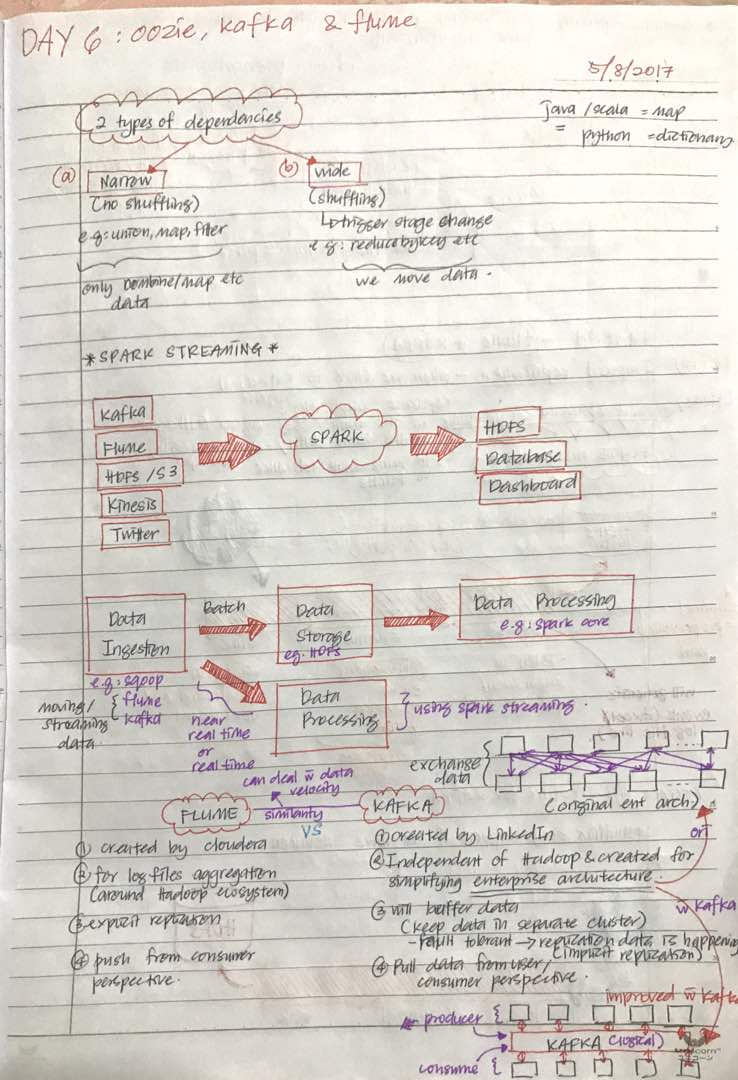 DAY 6 : oozie, kafka & flume
5/8/2017
2 types of dependencies
java /scala = map
= python = dictionary
(a) Narrow
(no shuffling)
e.g: union, map, filter
only combine/map etc
data
(b) wide
(shuffling)
↳ trigger stage change
e.g: reducebykey etc
we move data.
*SPARK STREAMING*
Kafka
Flume
HDFS /S3
Kinesis
Twitter
SPARK
HDFS
Database
Dashboard
Data
Ingestion
Batch
Data
Storage
eg. HDFS
Data Processing
e.g: spark core
e.g: sqoop
flume
kafka
moving/
streaming
data.
near
real time
or
real time
Data
Processing
using spark streaming.
exchange
data
(original ent arch)
can deal w̄ data
velocity
FLUME
similarity
VS
KAFKA
① created by cloudera
② for log files aggregation
(around Hadoop ecosystem)
③ explicit replication
④ push from consumer
perspective.
① created by LinkedIn
② Independent of Hadoop & created for
simplifying enterprise architecture.
ori
③ will buffer data
(keep data in separate cluster)
- fault tolerant → replication data is happening
(implicit replication)
④ Pull data from user/
consumer perspective.
w̄ kafka
improved w̄ kafka
producer
KAFKA (logical)
consume